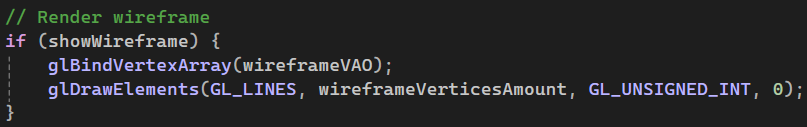 // Render wireframe
if (showWireframe) {
    glBindVertexArray(wireframeVAO);
    glDrawElements(GL_LINES, wireframeVerticesAmount, GL_UNSIGNED_INT, 0);
}